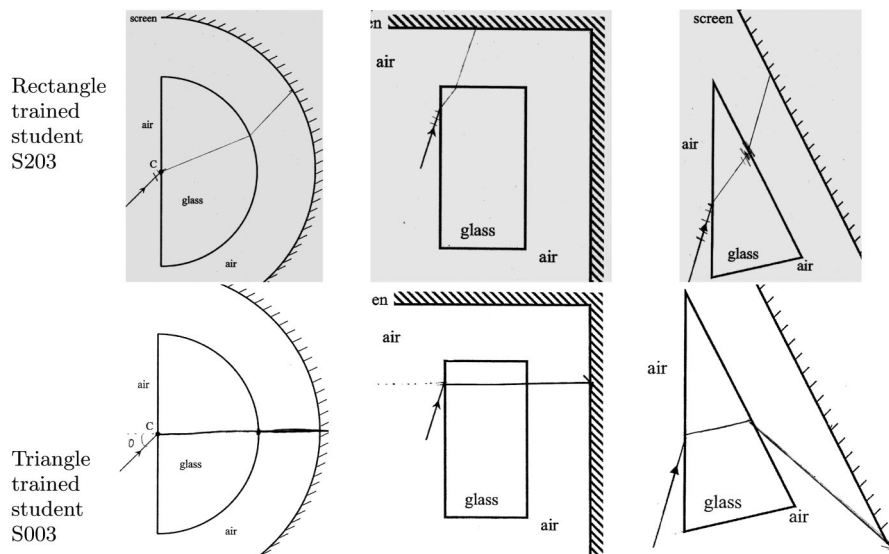 Rectangle
trained
student
S203
screen
air
C
glass
air
en
air
glass
air
screen
air
glass
air
Triangle
trained
student
S003
air
C
0
glass
air
en
air
glass
air
air
glass
air